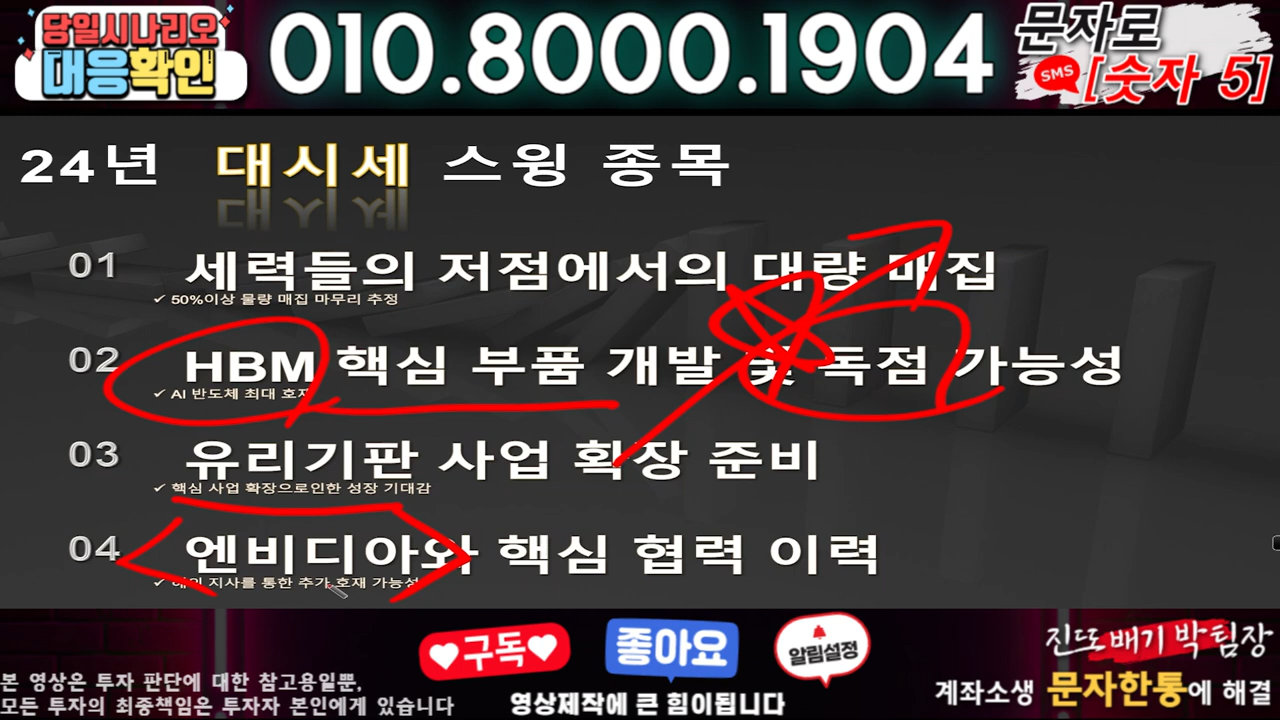 당일시나리오
대응확인
010.8000.1904
문자로
SMS [숫자 5]
24년 대시세 스윙 종목
01 세력들의 저점에서의 대량 매집
✓ 50%이상 물량 매집 마무리 추정
02 HBM 핵심 부품 개발 및 독점 가능성
✓ AI 반도체 최대 호재
03 유리기판 사업 확장 준비
✓ 핵심 사업 확장으로인한 성장 기대감
04 엔비디아와 핵심 협력 이력
✓ 해외 지사를 통한 추가 호재 가능성
구독
좋아요
알림설정
영상제작에 큰 힘이됩니다
본 영상은 투자 판단에 대한 참고용일뿐,
모든 투자의 최종책임은 투자자 본인에게 있습니다
진또배기 박팀장
계좌소생 문자한통에 해결